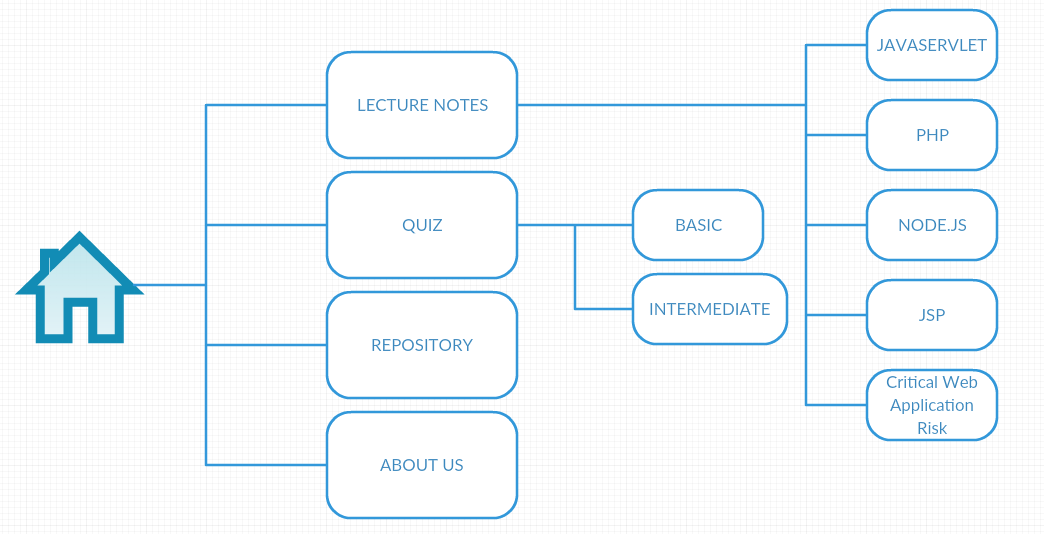 LECTURE NOTES
QUIZ
REPOSITORY
ABOUT US
BASIC
INTERMEDIATE
JAVASERVLET
PHP
NODE.JS
JSP
Critical Web
Application
Risk